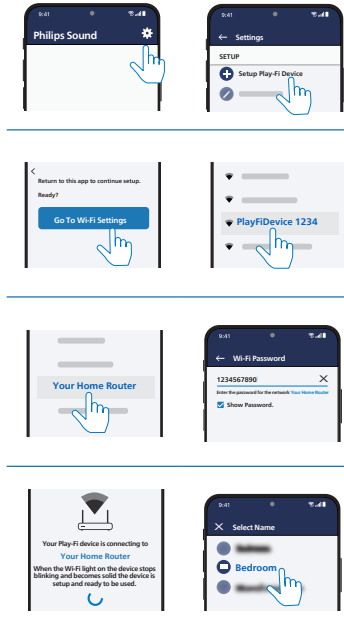 9:41
Philips Sound
9:41
← Settings
SETUP
Setup Play-Fi Device
Return to this app to continue setup.
Ready?
Go To Wi-Fi Settings
PlayFiDevice 1234
Your Home Router
9:41
← Wi-Fi Password
1234567890
Enter the password for the network Your Home Router
Show Password.
Your Play-Fi device is connecting to
Your Home Router
When the Wi-Fi light on the device stops
blinking and becomes solid the device is
setup and ready to be used.
9:41
Select Name
Bedroom